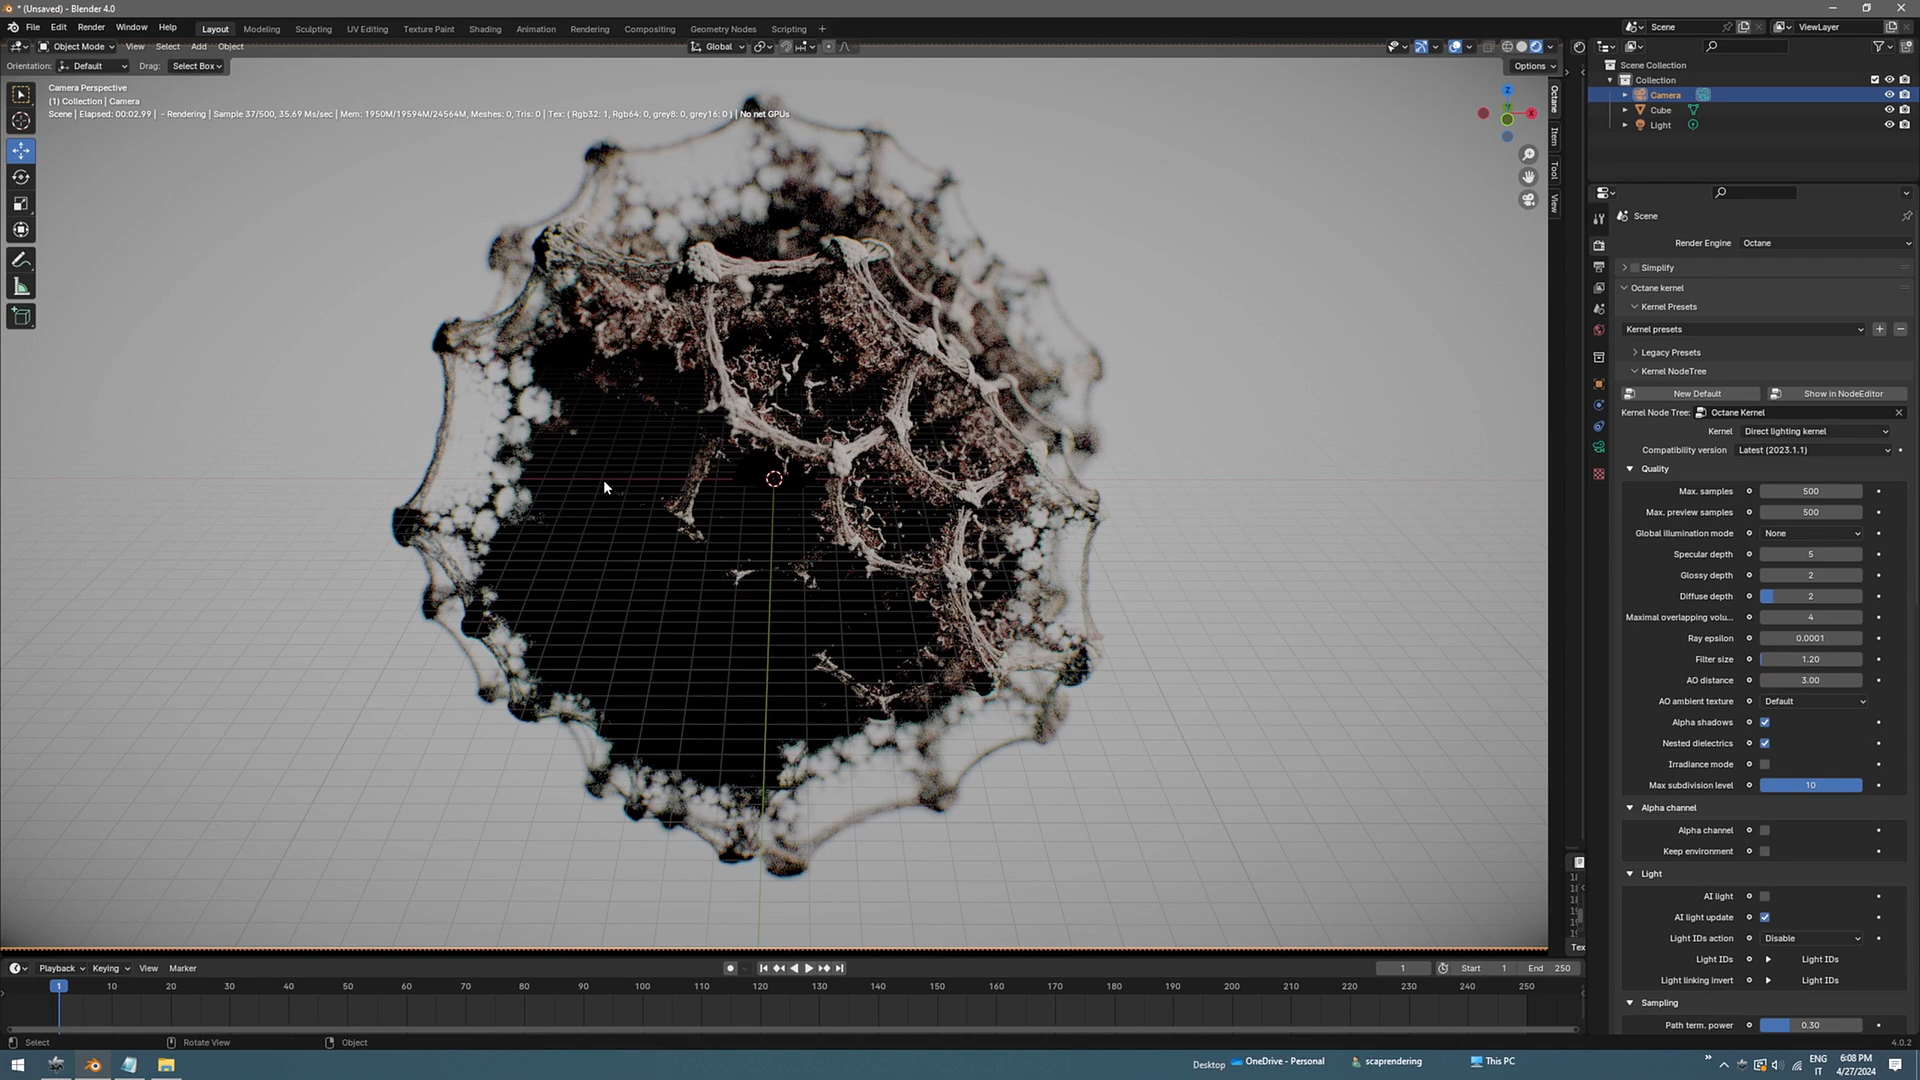 * (Unsaved) - Blender 4.0
File Edit Render Window Help
Layout Modeling Sculpting UV Editing Texture Paint Shading Animation Rendering Compositing Geometry Nodes Scripting +
Scene ViewLayer
Object Mode View Select Add Object
Global
Orientation: Default Drag: Select Box
Options
Camera Perspective
(1) Collection | Camera
Scene | Elapsed: 00:02.99 | - Rendering | Sample 37/500, 35.69 Ms/sec | Mem: 1950M/19594M/24564M, Meshes: 0, Tris: 0 | Tex: ( Rgb32: 1, Rgb64: 0, grey8: 0, grey16: 0 ) | No net GPUs
Z
Y
X
Octane
Item
Tool
View
Scene Collection
Collection
Camera
Cube
Light
Scene
Render Engine Octane
Simplify
Octane kernel
Kernel Presets
Kernel presets
Legacy Presets
Kernel NodeTree
New Default Show in NodeEditor
Kernel Node Tree: Octane Kernel
Kernel Direct lighting kernel
Compatibility version Latest (2023.1.1)
Quality
Max. samples 500
Max. preview samples 500
Global illumination mode None
Specular depth 5
Glossy depth 2
Diffuse depth 2
Maximal overlapping volu... 4
Ray epsilon 0.0001
Filter size 1.20
AO distance 3.00
AO ambient texture Default
Alpha shadows
Nested dielectrics
Irradiance mode
Max subdivision level 10
Alpha channel
Alpha channel
Keep environment
Light
AI light
AI light update
Light IDs action Disable
Light IDs Light IDs
Light linking invert Light IDs
Sampling
Path term. power 0.30
Tex
Playback Keying View Marker
1 Start 1 End 250
1 10 20 30 40 50 60 70 80 90 100 110 120 130 140 150 160 170 180 190 200 210 220 230 240 250
Select Rotate View Object
4.0.2
Desktop OneDrive - Personal scaprendering This PC
ENG
IT
6:08 PM
4/27/2024